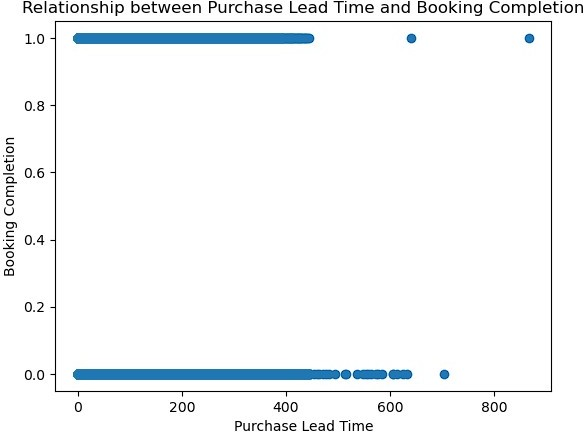 Relationship between Purchase Lead Time and Booking Completion
1.0
0.8
0.6
0.4
0.2
0.0
Booking Completion
0 200 400 600 800
Purchase Lead Time